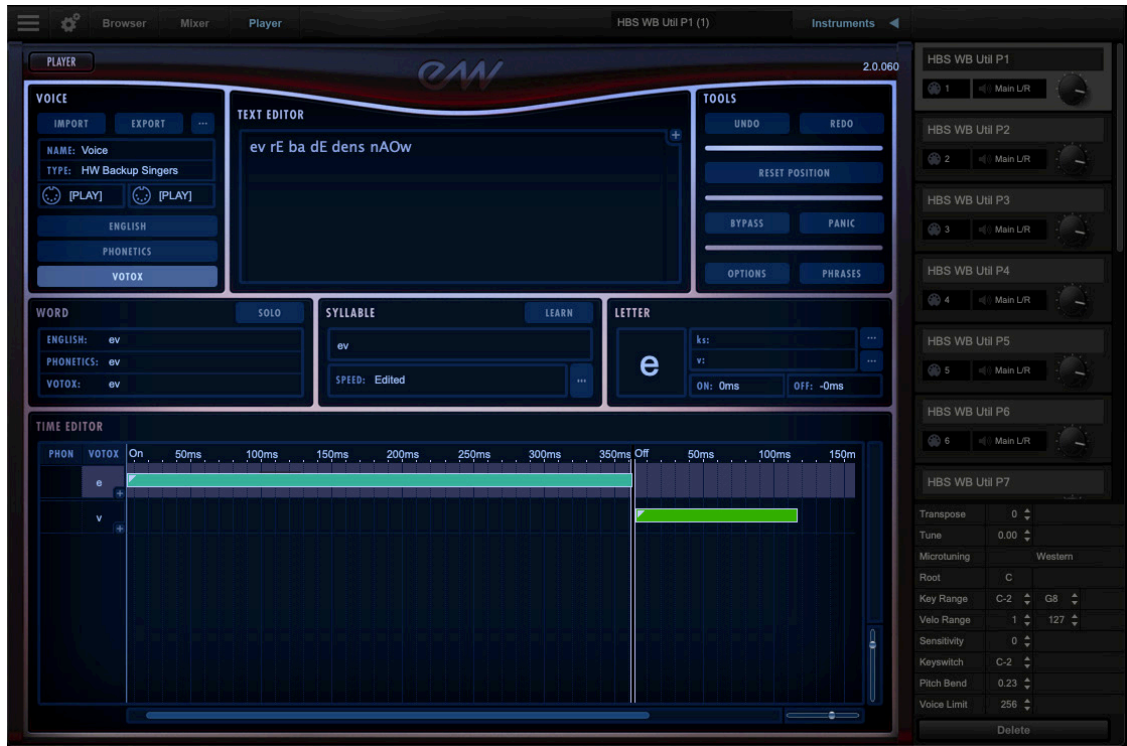 Browser Mixer Player HBS WB Util P1 (1) Instruments
PLAYER
ew
2.0.060
VOICE
IMPORT EXPORT ...
NAME: Voice
TYPE: HW Backup Singers
[PLAY] [PLAY]
ENGLISH
PHONETICS
VOTOX
TEXT EDITOR
+
ev rE ba dE dens nAOw
TOOLS
UNDO REDO
RESET POSITION
BYPASS PANIC
OPTIONS PHRASES
WORD SOLO
ENGLISH: ev
PHONETICS: ev
VOTOX: ev
SYLLABLE LEARN
ev
SPEED: Edited ...
LETTER
e
ks: ...
v: ...
ON: 0ms OFF: -0ms
TIME EDITOR
PHON VOTOX On 50ms 100ms 150ms 200ms 250ms 300ms 350ms Off 50ms 100ms 150m
e +
v +
HBS WB Util P1
1 Main L/R
HBS WB Util P2
2 Main L/R
HBS WB Util P3
3 Main L/R
HBS WB Util P4
4 Main L/R
HBS WB Util P5
5 Main L/R
HBS WB Util P6
6 Main L/R
HBS WB Util P7
Transpose 0
Tune 0.00
Microtuning Western
Root C
Key Range C-2 G8
Velo Range 1 127
Sensitivity 0
Keyswitch C-2
Pitch Bend 0.23
Voice Limit 256
Delete